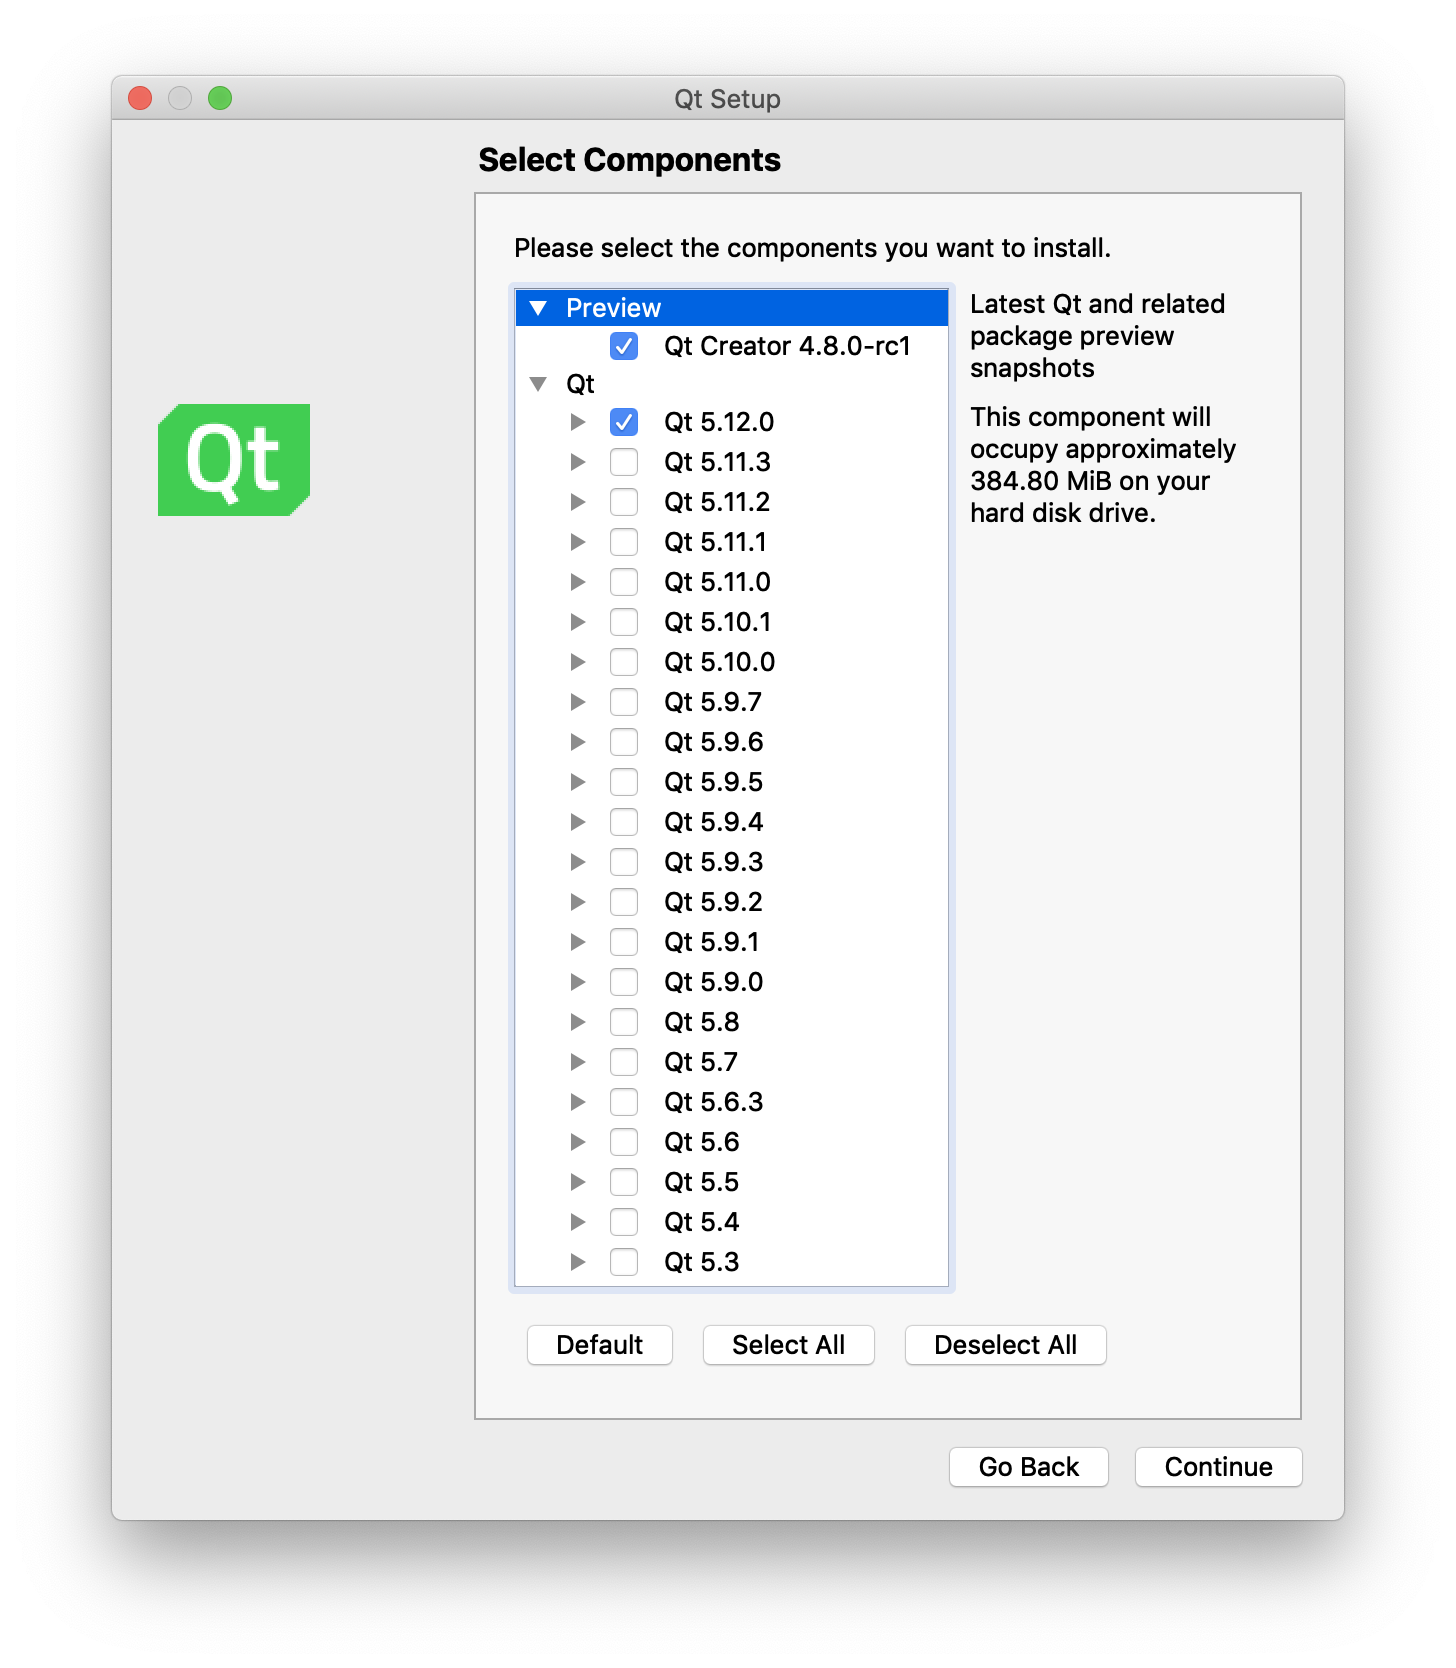 Qt Setup
Select Components
Please select the components you want to install.
Preview
Qt Creator 4.8.0-rc1
Qt
Qt 5.12.0
Qt 5.11.3
Qt 5.11.2
Qt 5.11.1
Qt 5.11.0
Qt 5.10.1
Qt 5.10.0
Qt 5.9.7
Qt 5.9.6
Qt 5.9.5
Qt 5.9.4
Qt 5.9.3
Qt 5.9.2
Qt 5.9.1
Qt 5.9.0
Qt 5.8
Qt 5.7
Qt 5.6.3
Qt 5.6
Qt 5.5
Qt 5.4
Qt 5.3
Latest Qt and related
package preview
snapshots
This component will
occupy approximately
384.80 MiB on your
hard disk drive.
Qt
Default
Select All
Deselect All
Go Back
Continue